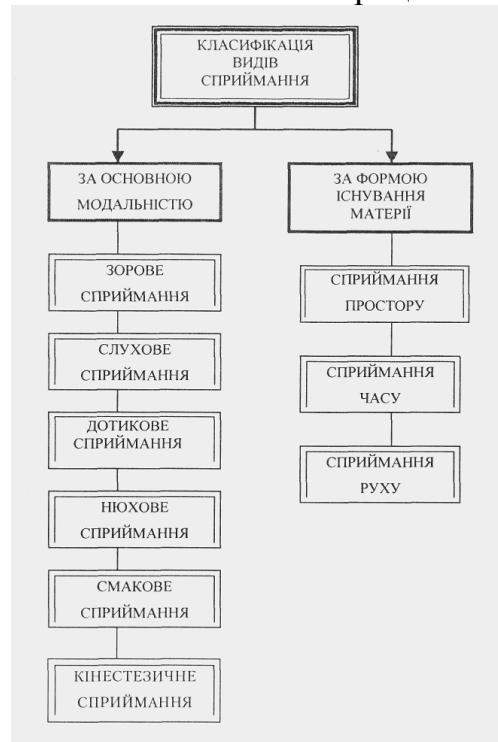 КЛАСИФІКАЦІЯ
ВИДІВ
СПРИЙМАННЯ
ЗА ОСНОВНОЮ
МОДАЛЬНІСТЮ
ЗОРОВЕ
СПРИЙМАННЯ
СЛУХОВЕ
СПРИЙМАННЯ
ДОТИКОВЕ
СПРИЙМАННЯ
НЮХОВЕ
СПРИЙМАННЯ
СМАКОВЕ
СПРИЙМАННЯ
КІНЕСТЕЗИЧНЕ
СПРИЙМАННЯ
ЗА ФОРМОЮ
ІСНУВАННЯ
МАТЕРІЇ
СПРИЙМАННЯ
ПРОСТОРУ
СПРИЙМАННЯ
ЧАСУ
СПРИЙМАННЯ
РУХУ